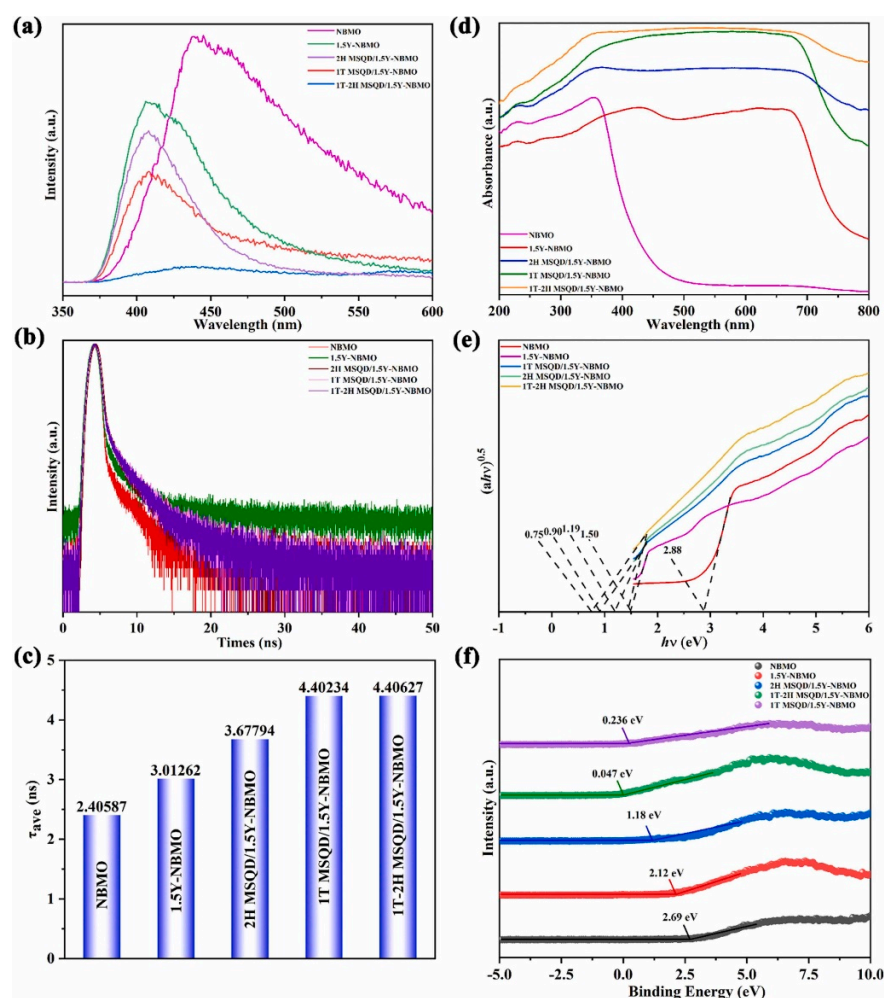 (a)
NBMO
1.5Y-NBMO
2H MSQD/1.5Y-NBMO
1T MSQD/1.5Y-NBMO
1T-2H MSQD/1.5Y-NBMO
Intensity (a.u.)
350 400 450 500 550 600
Wavelength (nm)
(b)
NBMO
1.5Y-NBMO
2H MSQD/1.5Y-NBMO
1T MSQD/1.5Y-NBMO
1T-2H MSQD/1.5Y-NBMO
Intensity (a.u.)
0 10 20 30 40 50
Times (ns)
(c)
5
4
3
2
1
0
τave (ns)
2.40587
3.01262
3.67794
4.40234
4.40627
NBMO
1.5Y-NBMO
2H MSQD/1.5Y-NBMO
1T MSQD/1.5Y-NBMO
1T-2H MSQD/1.5Y-NBMO
(d)
Absorbance (a.u.)
NBMO
1.5Y-NBMO
2H MSQD/1.5Y-NBMO
1T MSQD/1.5Y-NBMO
1T-2H MSQD/1.5Y-NBMO
200 300 400 500 600 700 800
Wavelength (nm)
(e)
NBMO
1.5Y-NBMO
1T MSQD/1.5Y-NBMO
2H MSQD/1.5Y-NBMO
1T-2H MSQD/1.5Y-NBMO
(ahν)0.5
0.75
0.90
1.19
1.50
2.88
-1 0 1 2 3 4 5 6
hν (eV)
(f)
NBMO
1.5Y-NBMO
2H MSQD/1.5Y-NBMO
1T-2H MSQD/1.5Y-NBMO
1T MSQD/1.5Y-NBMO
Intensity (a.u.)
0.236 eV
0.047 eV
1.18 eV
2.12 eV
2.69 eV
-5.0 -2.5 0.0 2.5 5.0 7.5 10.0
Binding Energy (eV)